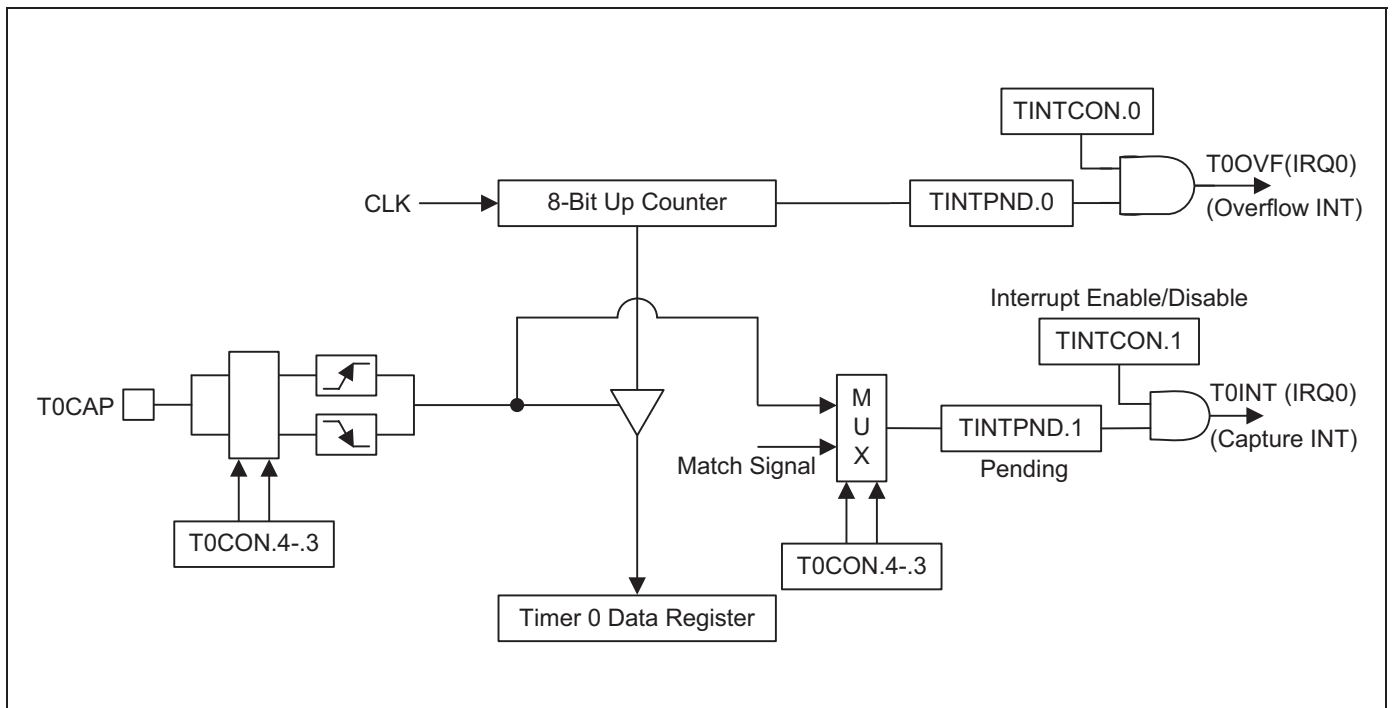 TINTCON.0
T0OVF(IRQ0)
CLK
8-Bit Up Counter
TINTPND.0
(Overflow INT)
Interrupt Enable/Disable
TINTCON.1
T0CAP
M
U
X
T0INT (IRQ0)
TINTPND.1
(Capture INT)
Match Signal
Pending
T0CON.4-.3
T0CON.4-.3
Timer 0 Data Register